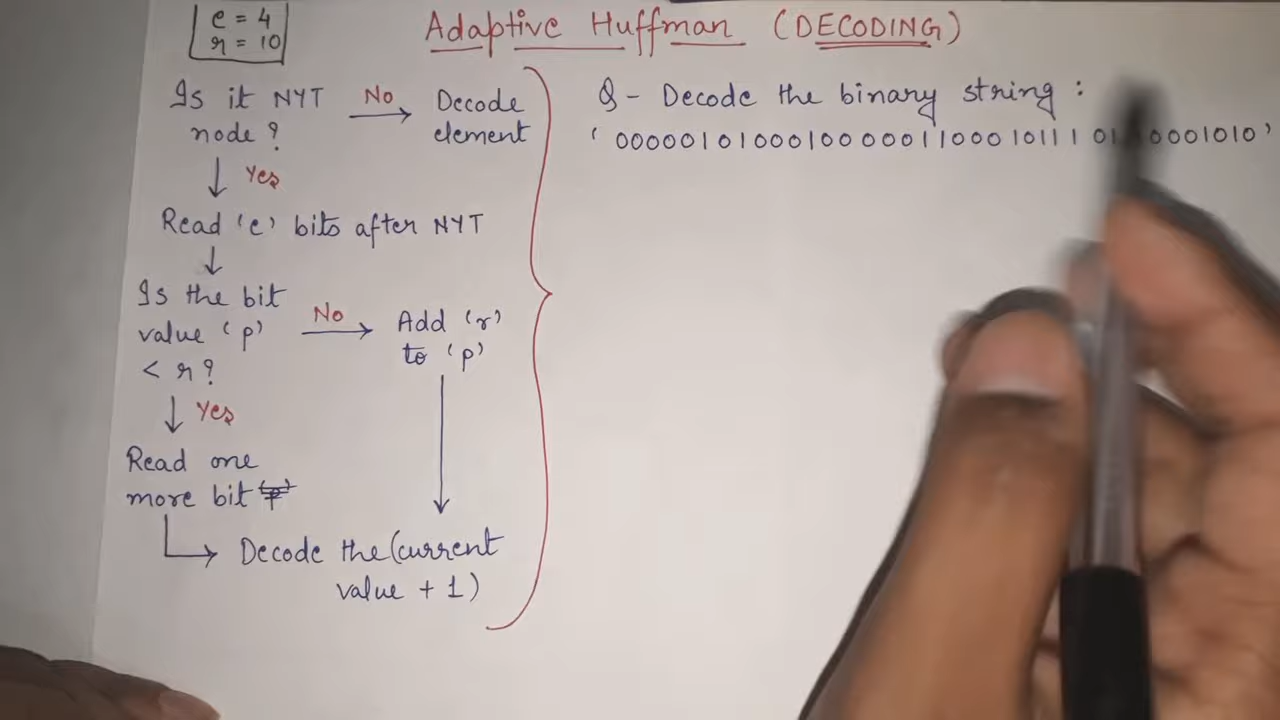 e = 4
r = 10
Adaptive Huffman (DECODING)
Is it NYT
node ?
No
Decode
element
Yes
Read 'e' bits after NYT
Is the bit
value 'p'
< r ?
No
Add 'r'
to 'p'
Yes
Read one
more bit
Decode the (current
value + 1)
Q - Decode the binary string :
'00000101000100000110001011101 0001010'